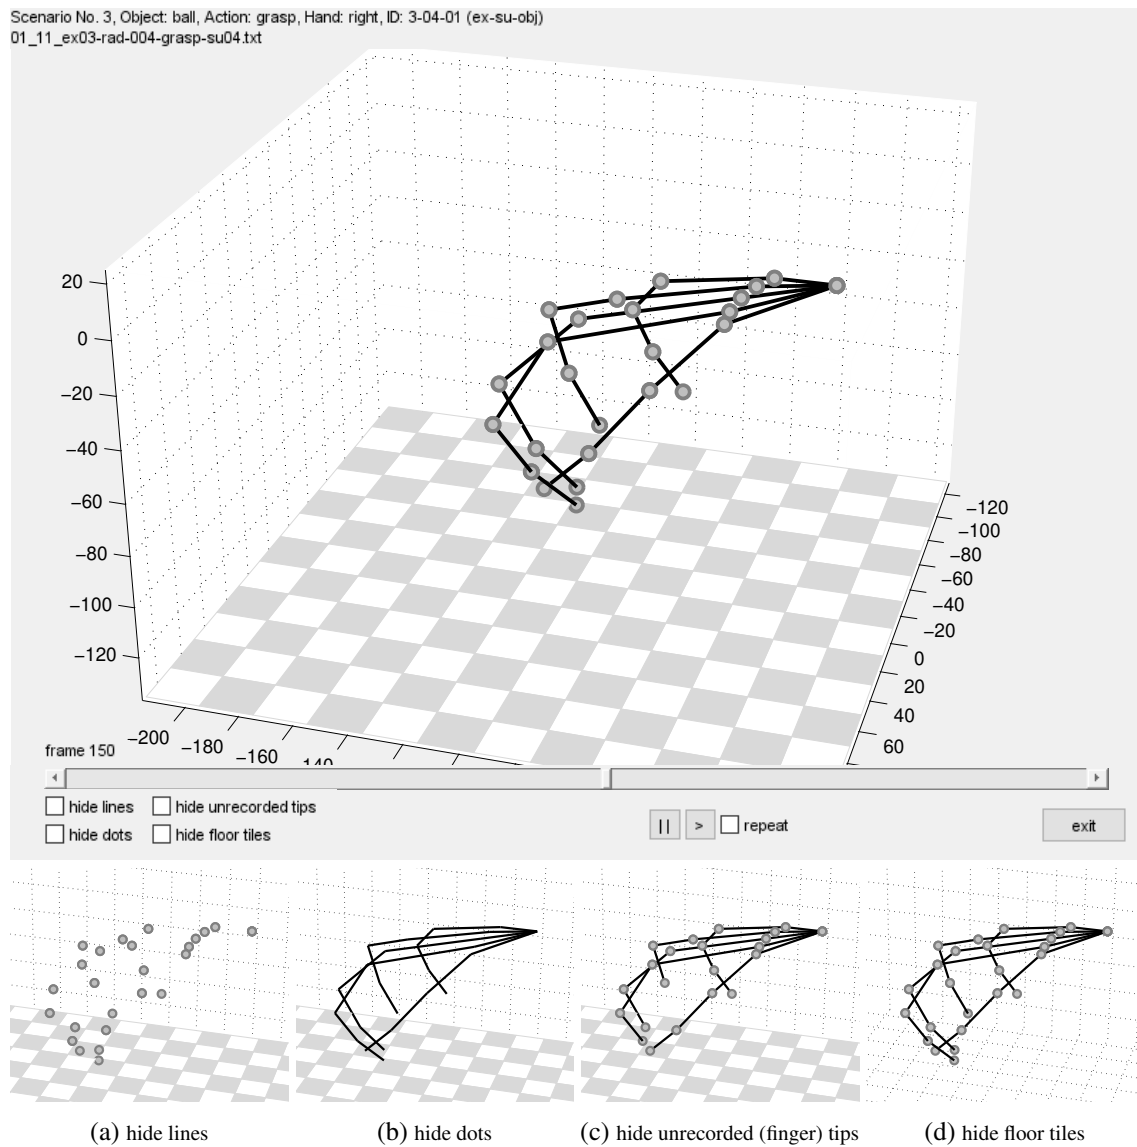 Scenario No. 3, Object: ball, Action: grasp, Hand: right, ID: 3-04-01 (ex-su-obj)
01_11_ex03-rad-004-grasp-su04.txt
20
0
−20
−40
−60
−80
−100
−120
−120
−100
−80
−60
−40
−20
0
20
40
60
−200
−180
−160
frame 150
hide lines
hide unrecorded tips
hide dots
hide floor tiles
||
>
repeat
exit
(a) hide lines
(b) hide dots
(c) hide unrecorded (finger) tips
(d) hide floor tiles